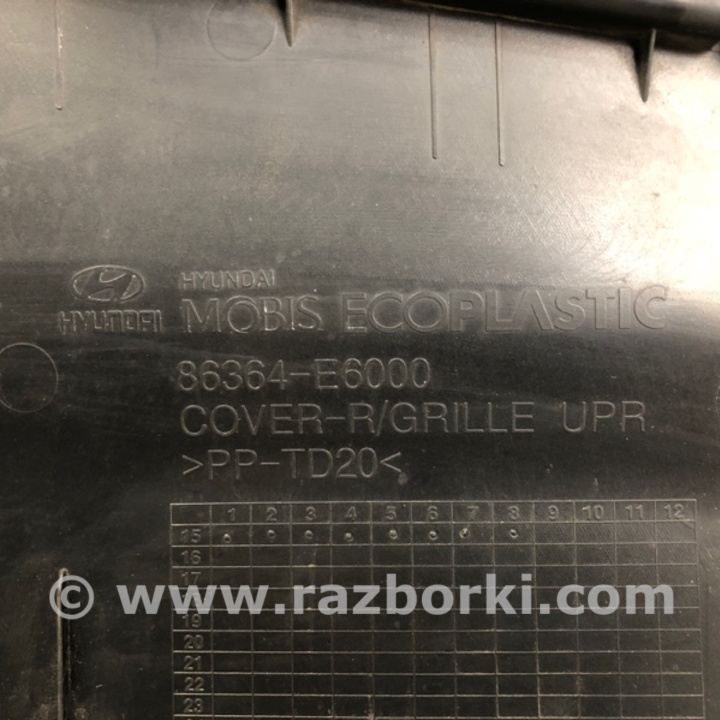 HYUNDAI
HYUNDAI MOBIS ECOPLASTIC
86364-E6000
COVER-R/GRILLE UPR
>PP-TD20<
1 2 3 4 5 6 7 8 9 10 11 12
15
16
17
© www.razborki.com
19
20
21
22
23